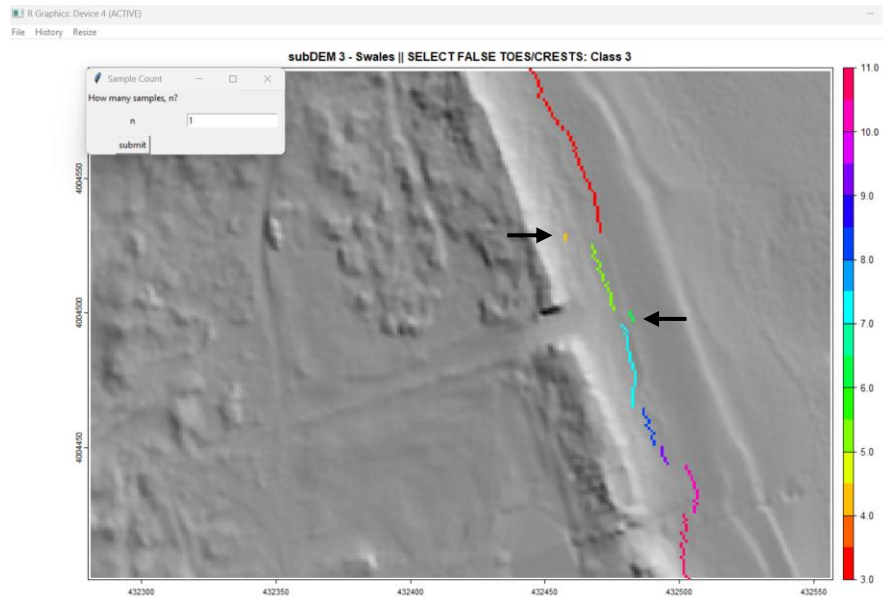 R Graphics: Device 4 (ACTIVE)
File History Resize
subDEM 3 - Swales || SELECT FALSE TOES/CRESTS: Class 3
Sample Count
How many samples, n?
n 1
submit
4004550
4004500
4004450
432300 432350 432400 432450 432500 432550
11.0
10.0
9.0
8.0
7.0
6.0
5.0
4.0
3.0